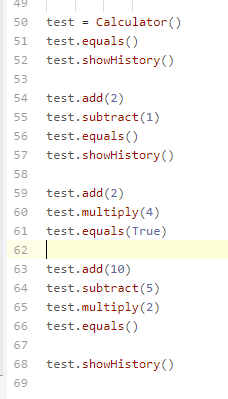 49
50 test = Calculator()
51 test.equals()
52 test.showHistory()
53
54 test.add(2)
55 test.subtract(1)
56 test.equals()
57 test.showHistory()
58
59 test.add(2)
60 test.multiply(4)
61 test.equals(True)
62
63 test.add(10)
64 test.subtract(5)
65 test.multiply(2)
66 test.equals()
67
68 test.showHistory()
69